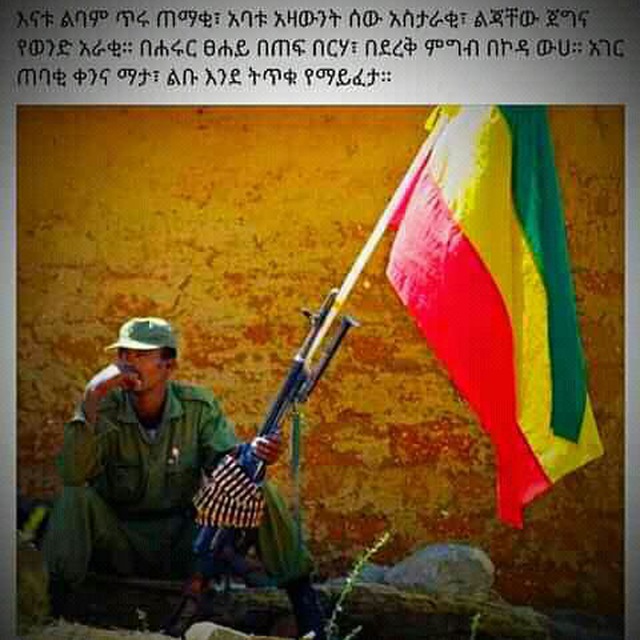 እናቱ ልባም ጥሩ ጠማቂ፣ አባቱ አዛውንት ሰው አስታራቂ፣ ልጃቸው ጀግና
የወንድ አራቂ። በሐሩር ፀሐይ በጠፍ በርሃ፣ በደረቅ ምግብ በኮዳ ውሀ። አገር
ጠባቂ ቀንና ማታ፣ ልቡ እንደ ትጥቁ የማይፈታ።